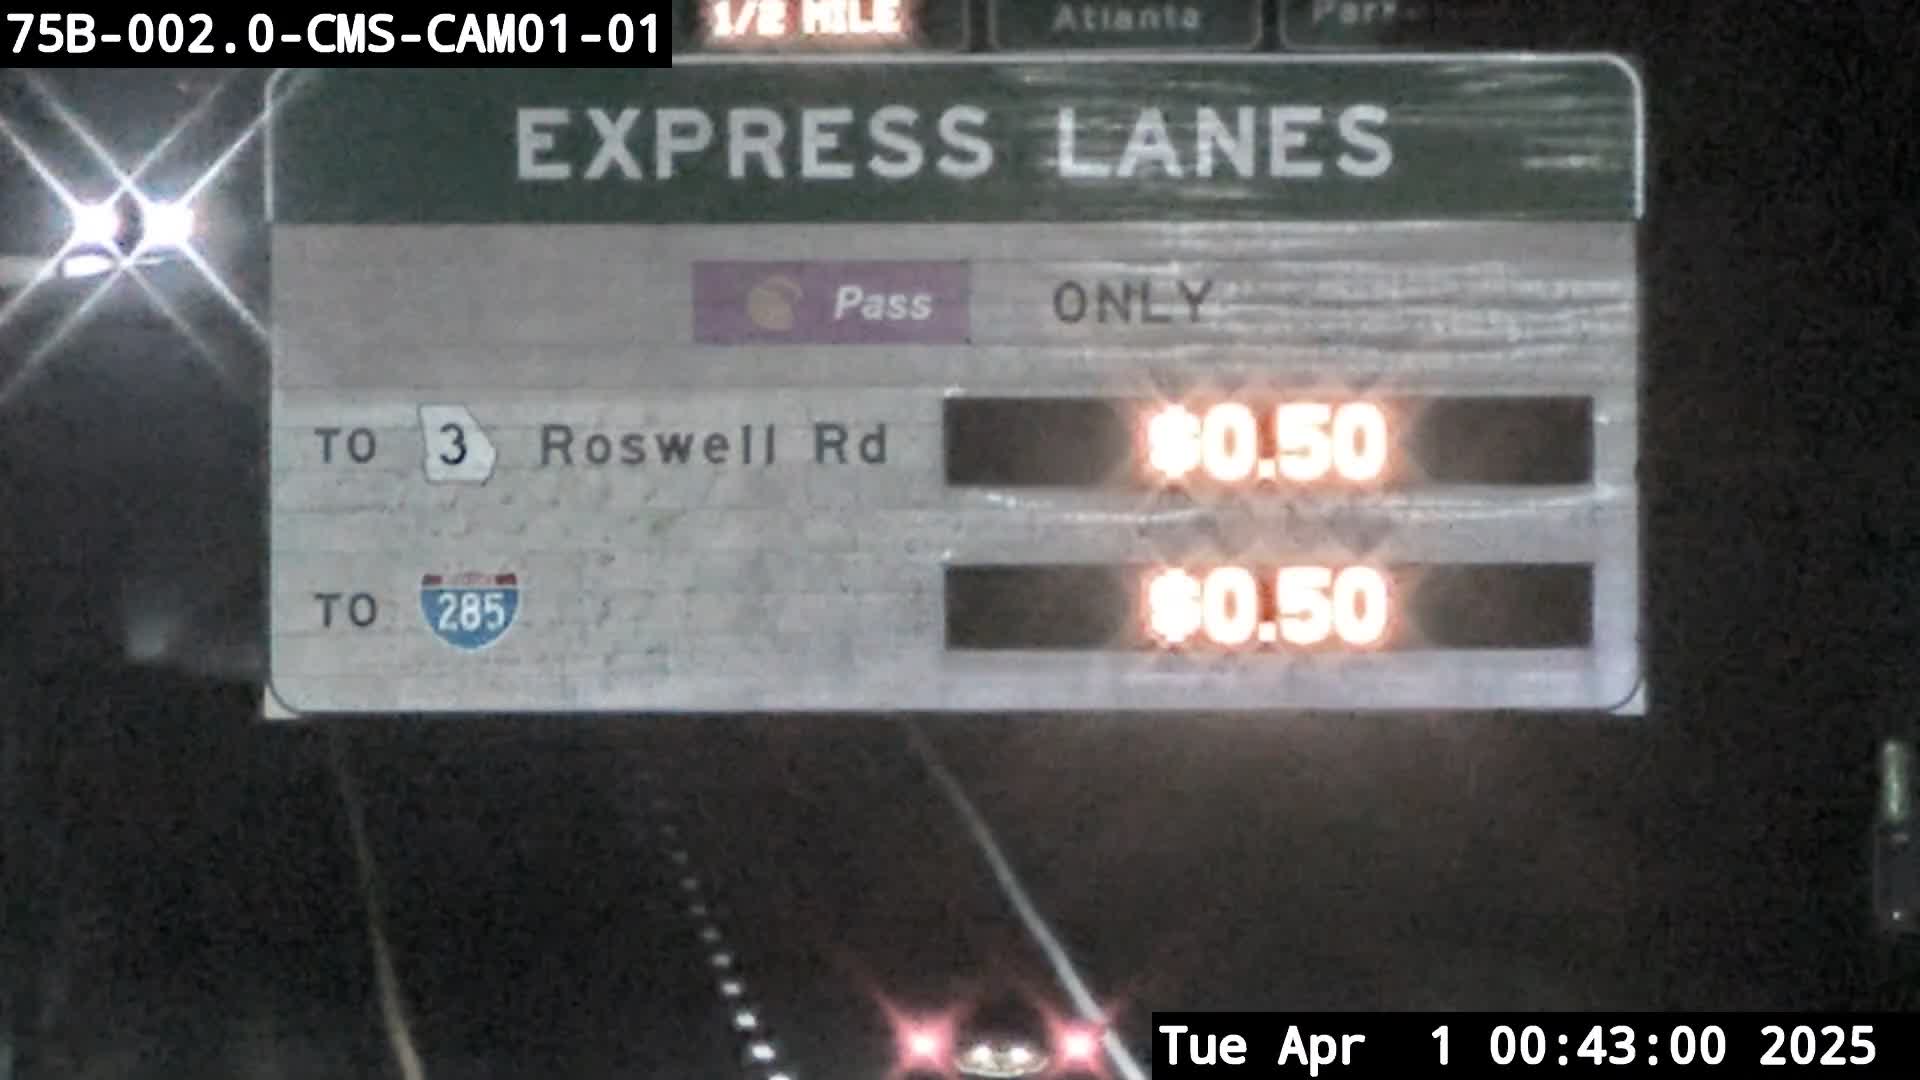 75B-002.0-CMS-CAM01-01
1/2 MILE
Atlanta
EXPRESS LANES
Pass ONLY
TO 3 Roswell Rd $0.50
TO 285 $0.50
Tue Apr 1 00:43:00 2025